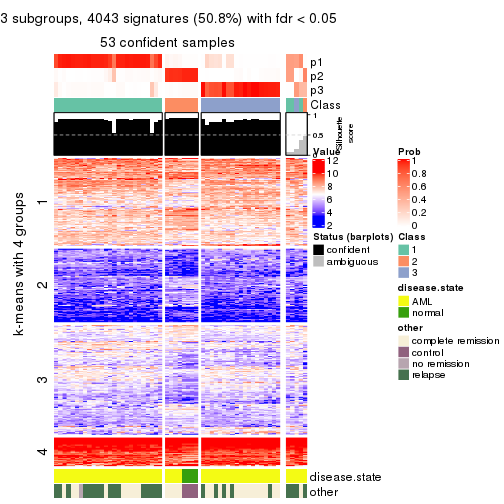 3 subgroups, 4043 signatures (50.8%) with fdr < 0.05
53 confident samples
p1
p2
p3
Class
1
0.5
0
Silhouette
score
k-means with 4 groups
1
2
3
4
disease.state
other
Value
12
10
8
6
4
2
Prob
1
0.8
0.6
0.4
0.2
0
Status (barplots)
confident
ambiguous
Class
1
2
3
disease.state
AML
normal
other
complete remission
control
no remission
relapse